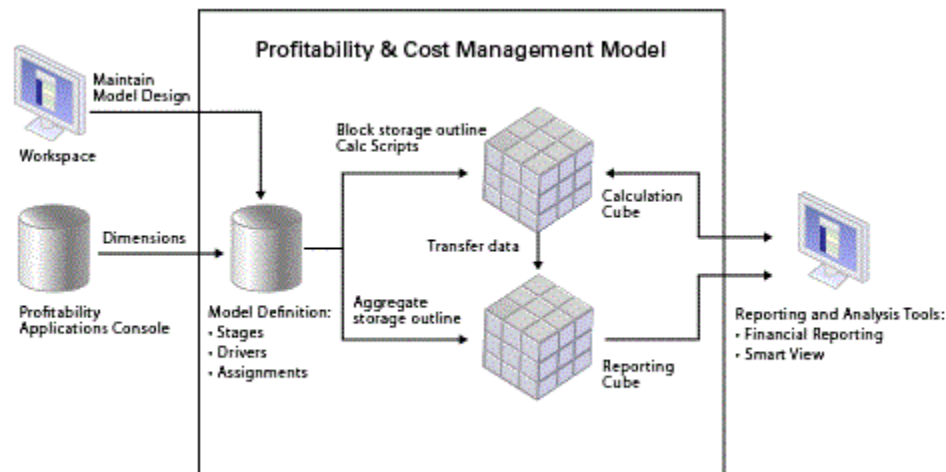 Profitability & Cost Management Model
Maintain
Model Design
Workspace
Block storage outline
Calc Scripts
Calculation
Cube
Dimensions
Transfer data
Profitability
Applications Console
Model Definition:
• Stages
• Drivers
• Assignments
Aggregate
storage outline
Reporting
Cube
Reporting and Analysis Tools:
• Financial Reporting
• Smart View